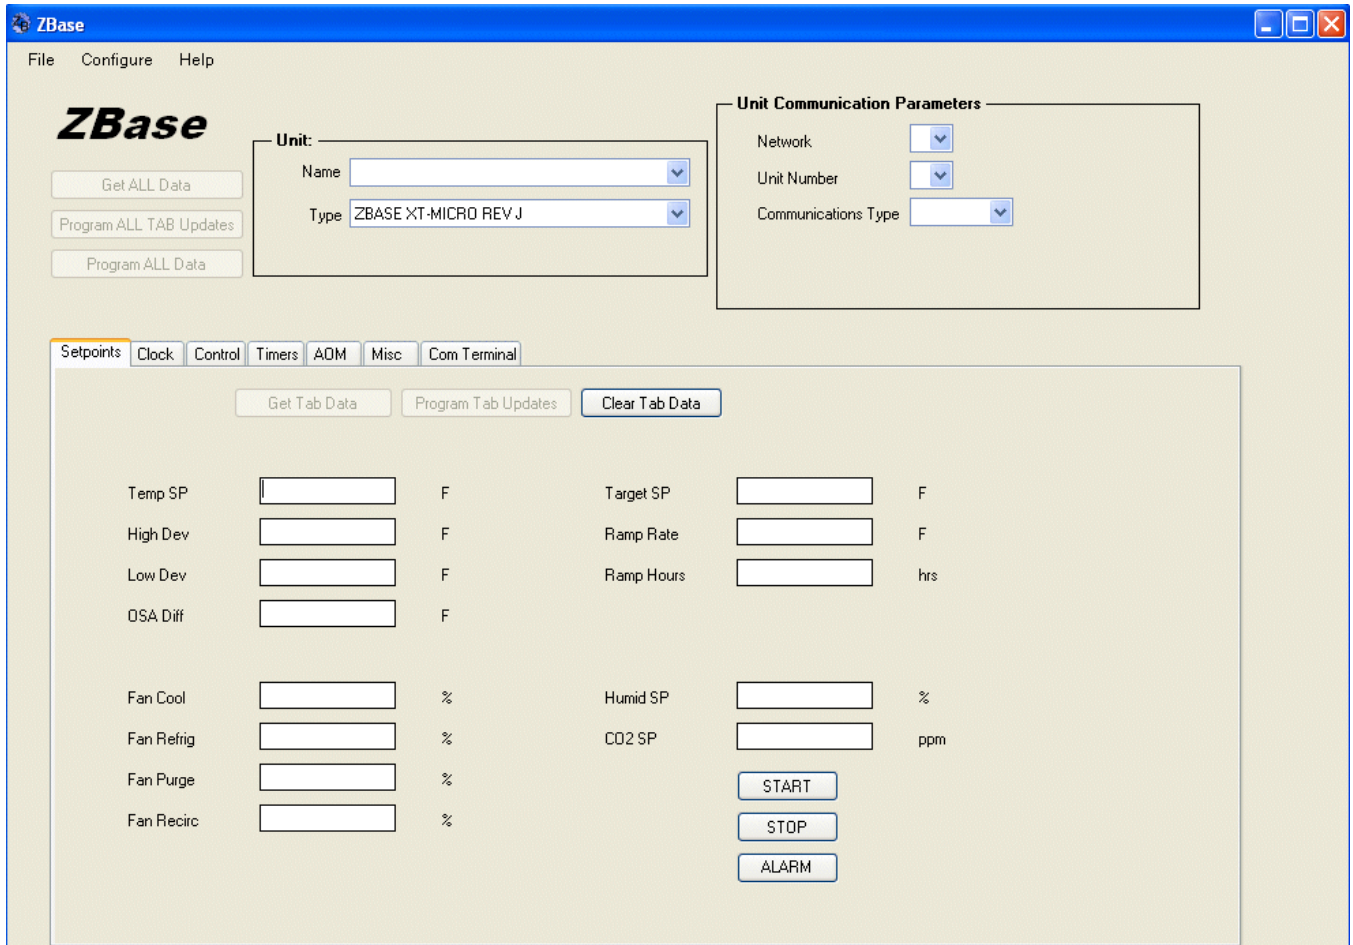 ZBase
File Configure Help
ZBase
Get ALL Data
Program ALL TAB Updates
Program ALL Data
Unit:
Name
Type ZBASE XT-MICRO REV J
Unit Communication Parameters
Network
Unit Number
Communications Type
Setpoints Clock Control Timers AOM Misc Com Terminal
Get Tab Data Program Tab Updates Clear Tab Data
Temp SP F Target SP F
High Dev F Ramp Rate F
Low Dev F Ramp Hours hrs
OSA Diff F
Fan Cool % Humid SP %
Fan Refrig % CO2 SP ppm
Fan Purge % START
Fan Recirc % STOP
ALARM